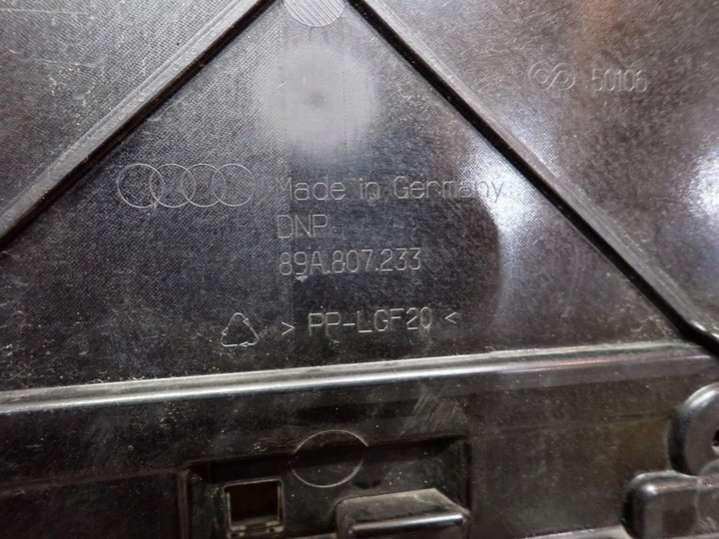 50106
Made in Germany
DNP
89A.807.233
> PP-LGF20 <